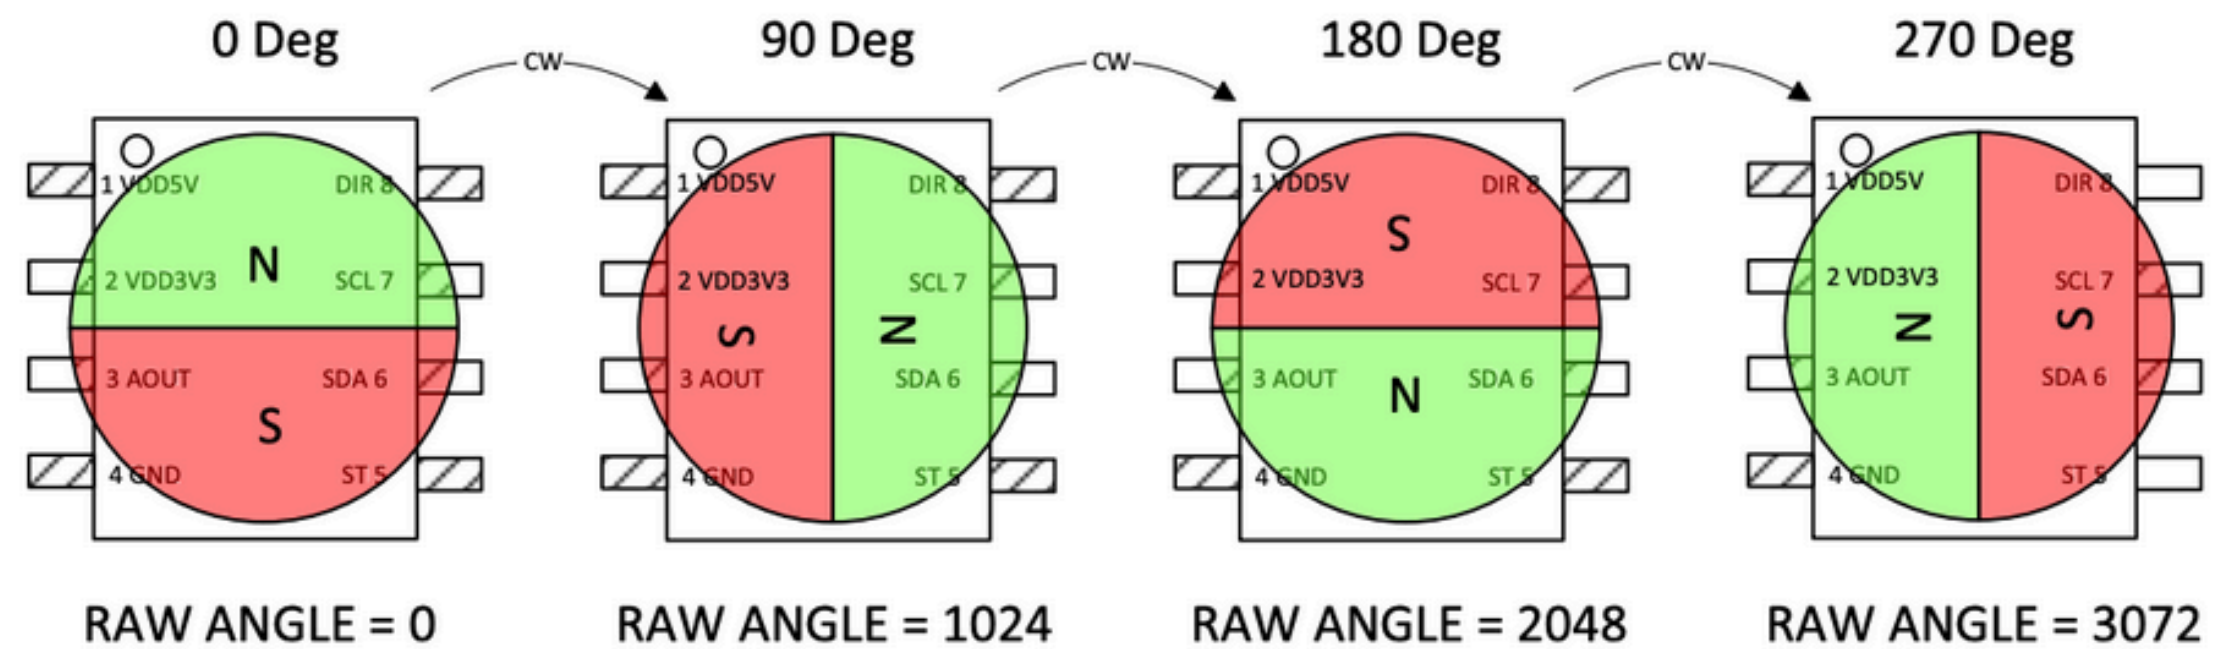 0 Deg
CW
90 Deg
CW
180 Deg
CW
270 Deg
1 VDD5V
DIR 8
2 VDD3V3
N
SCL 7
3 AOUT
SDA 6
S
4 GND
ST 5
1 VDD5V
DIR 8
2 VDD3V3
SCL 7
S
N
3 AOUT
SDA 6
4 GND
ST 5
1 VDD5V
DIR 8
S
2 VDD3V3
SCL 7
3 AOUT
SDA 6
N
4 GND
ST 5
1 VDD5V
DIR 8
2 VDD3V3
SCL 7
N
S
3 AOUT
SDA 6
4 GND
ST 5
RAW ANGLE = 0
RAW ANGLE = 1024
RAW ANGLE = 2048
RAW ANGLE = 3072